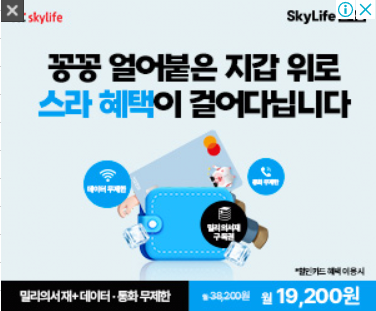 skylife
SkyLife
꽁꽁 얼어붙은 지갑 위로
스라 혜택이 걸어다닙니다
데이터 무제한
통화 무제한
밀리의서재
구독권
*할인카드 혜택 이용시
밀리의서재+데이터·통화 무제한
월 38,200원
월 19,200원